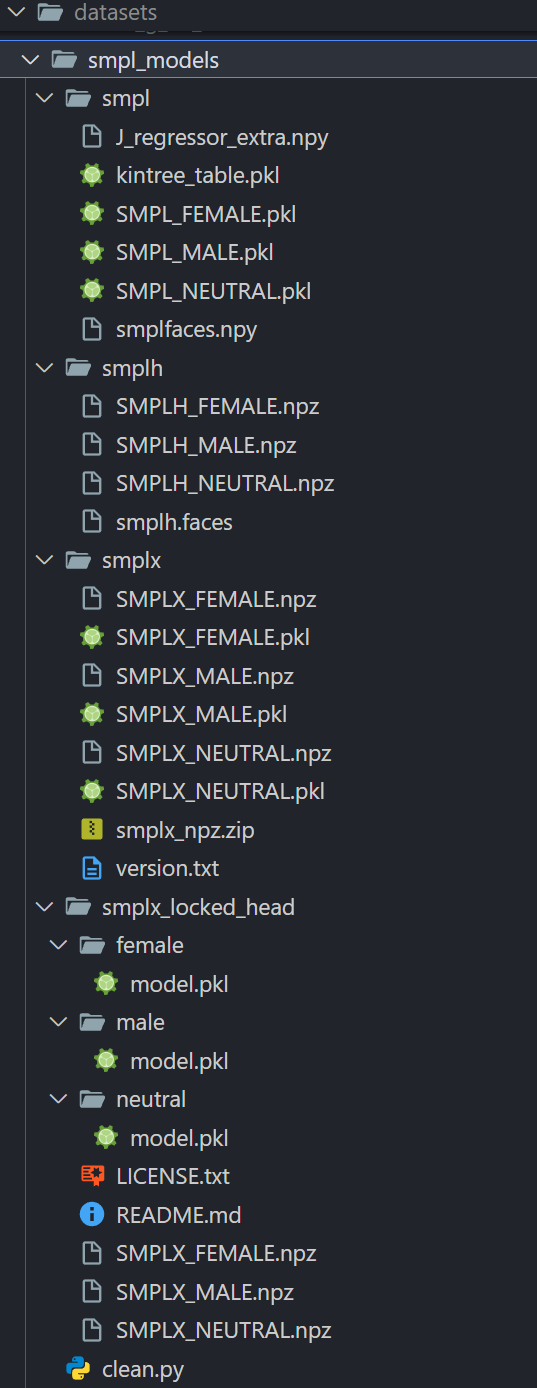 datasets
smpl_models
smpl
J_regressor_extra.npy
kintree_table.pkl
SMPL_FEMALE.pkl
SMPL_MALE.pkl
SMPL_NEUTRAL.pkl
smplfaces.npy
smplh
SMPLH_FEMALE.npz
SMPLH_MALE.npz
SMPLH_NEUTRAL.npz
smplh.faces
smplx
SMPLX_FEMALE.npz
SMPLX_FEMALE.pkl
SMPLX_MALE.npz
SMPLX_MALE.pkl
SMPLX_NEUTRAL.npz
SMPLX_NEUTRAL.pkl
smplx_npz.zip
version.txt
smplx_locked_head
female
model.pkl
male
model.pkl
neutral
model.pkl
LICENSE.txt
README.md
SMPLX_FEMALE.npz
SMPLX_MALE.npz
SMPLX_NEUTRAL.npz
clean.py